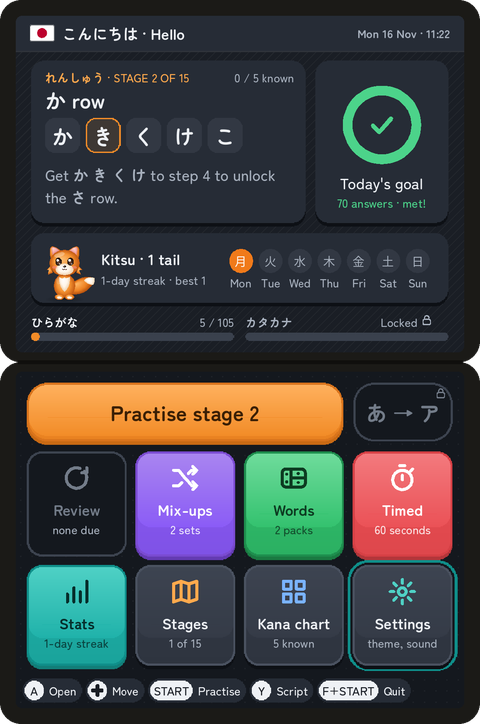 こんにちは · Hello
Mon 16 Nov · 11:22
れんしゅう · STAGE 2 OF 15
0 / 5 known
か row
か き く け こ
Get か き く け to step 4 to unlock
the さ row.
Today's goal
70 answers · met!
Kitsu · 1 tail
1-day streak · best 1
月 火 水 木 金 土 日
Mon Tue Wed Thu Fri Sat Sun
ひらがな 5 / 105
カタカナ Locked
Practise stage 2
あ → ア
Review
none due
Mix-ups
2 sets
Words
2 packs
Timed
60 seconds
Stats
1-day streak
Stages
1 of 15
Kana chart
5 known
Settings
theme, sound
A Open Move START Practise Y Script F+START Quit